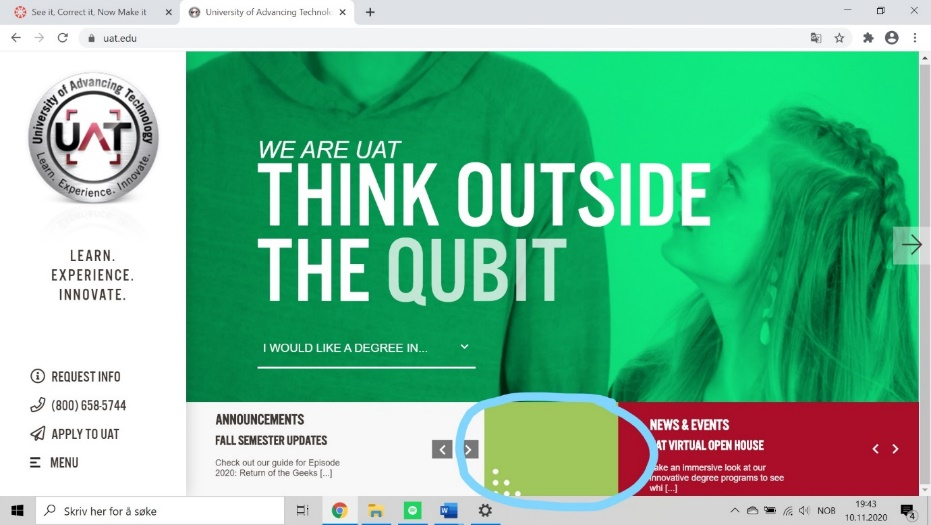 See it, Correct it, Now Make it
University of Advancing Technolo
uat.edu
University of Advancing Technology
UAT
Learn. Experience. Innovate.
LEARN.
EXPERIENCE.
INNOVATE.
REQUEST INFO
(800) 658-5744
APPLY TO UAT
MENU
WE ARE UAT
THINK OUTSIDE
THE QUBIT
I WOULD LIKE A DEGREE IN...
ANNOUNCEMENTS
FALL SEMESTER UPDATES
Check out our guide for Episode
2020: Return of the Geeks [...]
NEWS & EVENTS
AT VIRTUAL OPEN HOUSE
ake an immersive look at our
innovative degree programs to see
whi [...]
Skriv her for å søke
NOB
19:43
10.11.2020
4